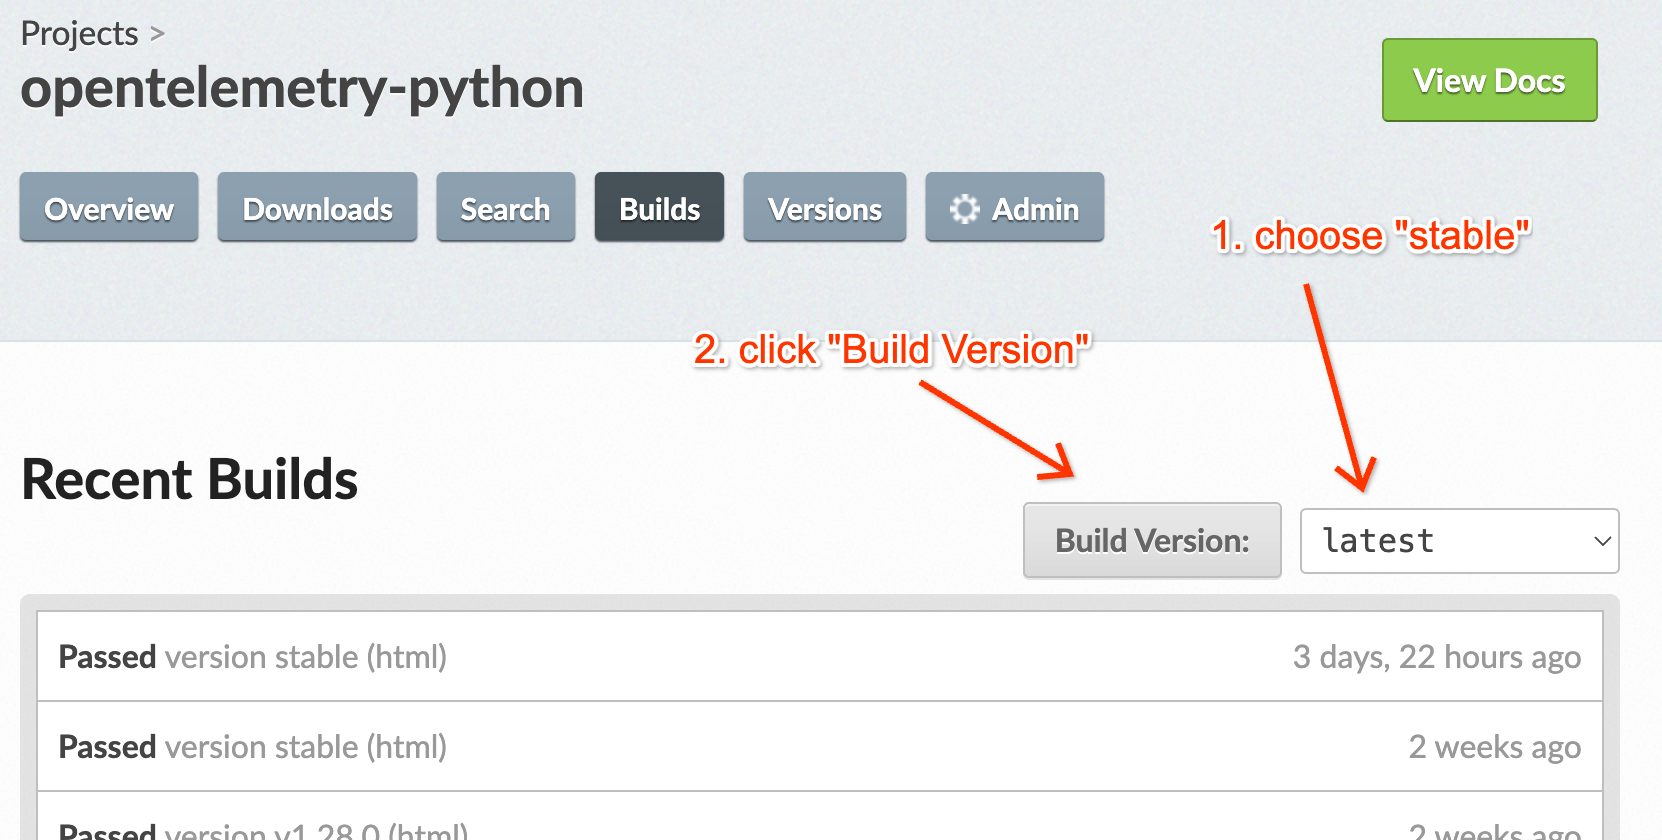 Projects >
opentelemetry-python
View Docs
Overview Downloads Search Builds Versions Admin
1. choose "stable"
2. click "Build Version"
Recent Builds
Build Version: latest
Passed version stable (html) 3 days, 22 hours ago
Passed version stable (html) 2 weeks ago
Passed version v1.28.0 (html) 2 weeks ago